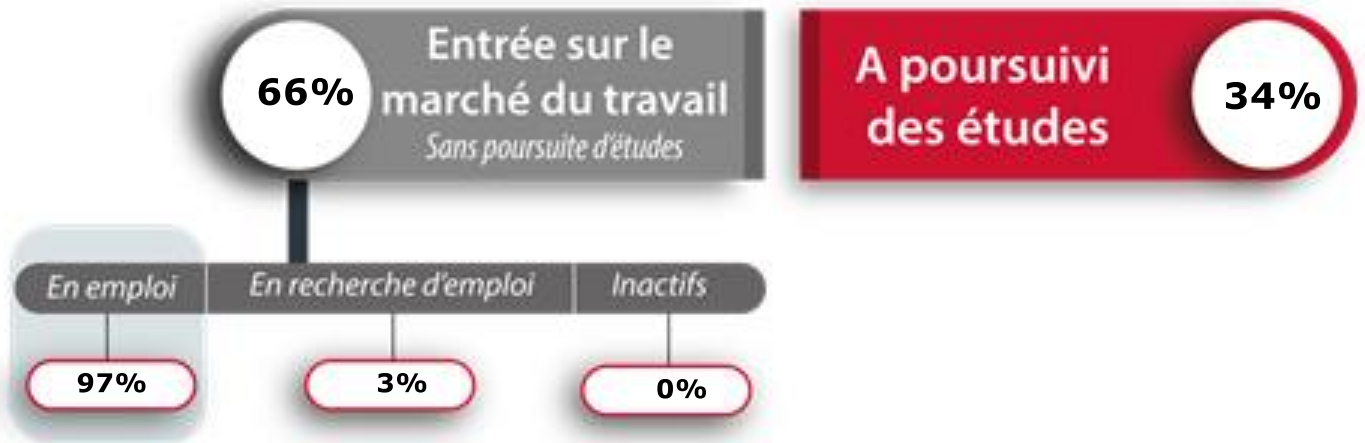 66%
Entrée sur le
marché du travail
Sans poursuite d'études
A poursuivi
des études
34%
En emploi
En recherche d'emploi
Inactifs
97%
3%
0%